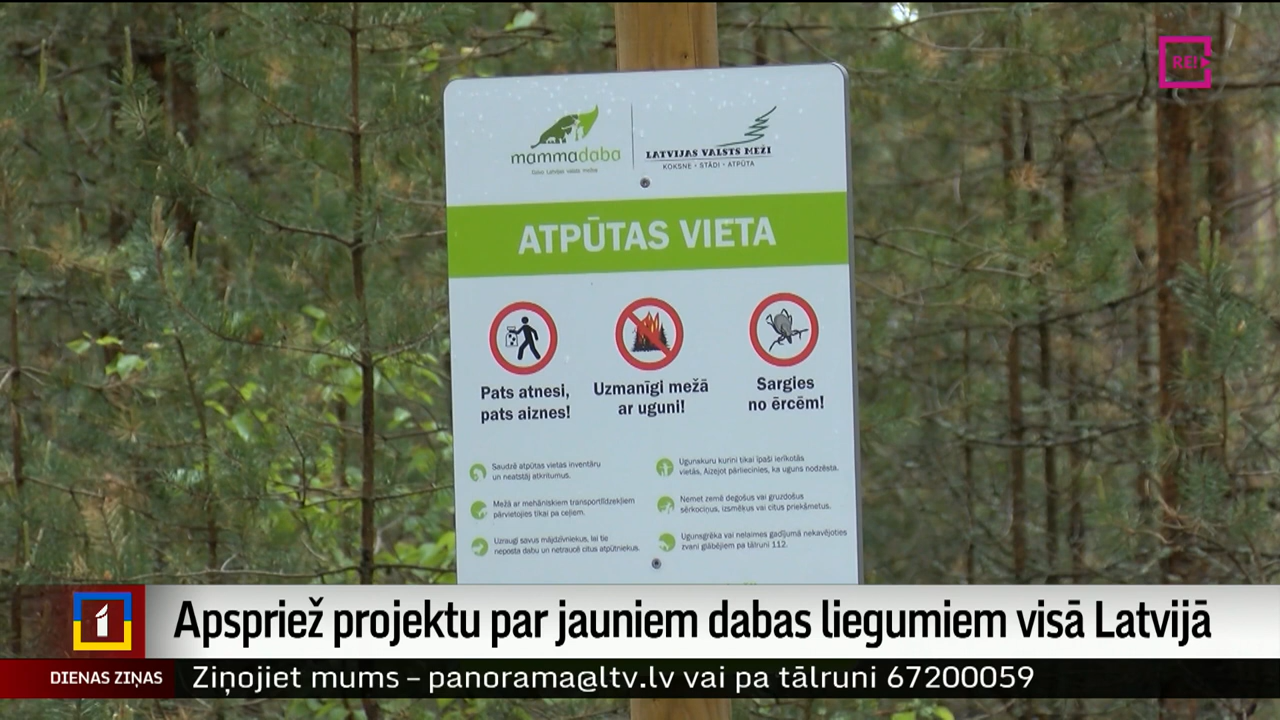 RE!
mammadaba
LATVIJAS VALSTS MEŽI
KOKSNE • STĀDI • ATPŪTA
ATPŪTAS VIETA
Pats atnesi,
pats aiznes!
Uzmanīgi mežā
ar uguni!
Sargies
no ērcēm!
Saudzē atpūtas vietas inventāru
un neatstāj atkritumus.
Mežā ar mehāniskiem transportlīdzekļiem
pārvietojies tikai pa ceļiem.
Uzraugi savus mājdzīvniekus, lai tie
neposta dabu un netraucē citus atpūtniekus.
Ugunskuru kurini tikai īpaši ierīkotās
vietās. Aizejot pārliecinies, ka uguns nodzēsta.
Nemet zemē degošus vai gruzdošus
sērkociņus, izsmēķus vai citus priekšmetus.
Ugunsgrēka vai nelaimes gadījumā nekavējoties
zvani glābējiem pa tālruni 112.
1
Apspriež projektu par jauniem dabas liegumiem visā Latvijā
DIENAS ZIŅAS
Ziņojiet mums – panorama@ltv.lv vai pa tālruni 67200059